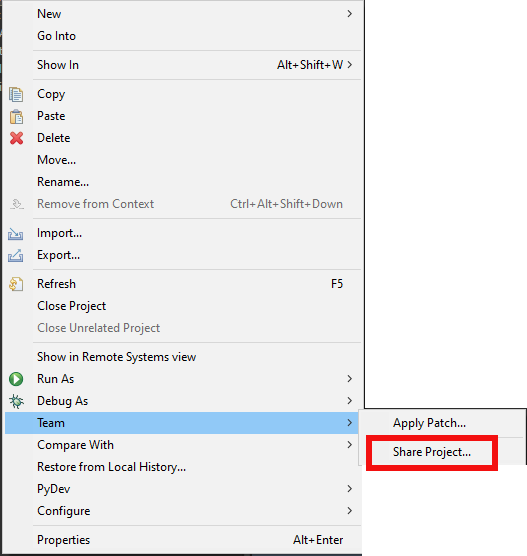 New
Go Into
Show In Alt+Shift+W
Copy
Paste
Delete
Move...
Rename...
Remove from Context Ctrl+Alt+Shift+Down
Import...
Export...
Refresh F5
Close Project
Close Unrelated Project
Show in Remote Systems view
Run As
Debug As
Team
Apply Patch...
Compare With
Share Project...
Restore from Local History...
PyDev
Configure
Properties Alt+Enter